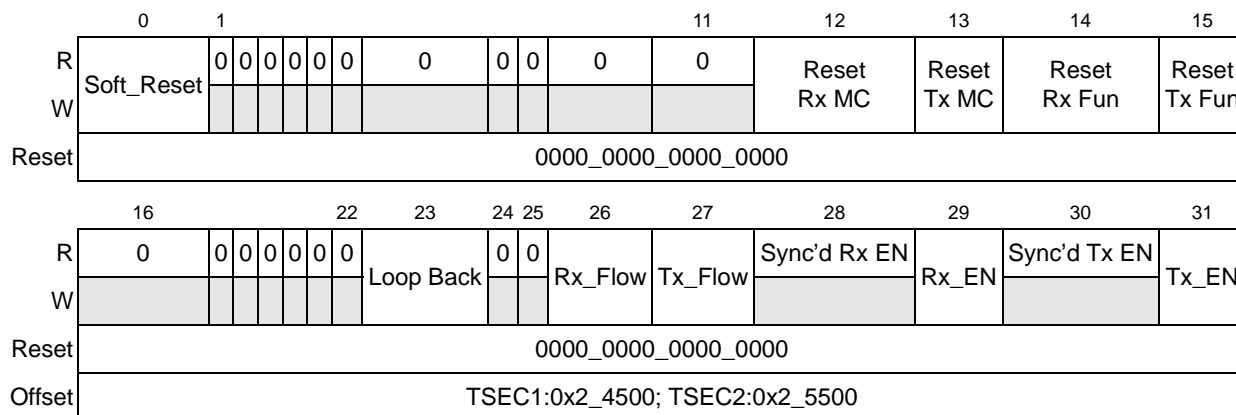 0 1 11 12 13 14 15
R Soft_Reset 0 0 0 0 0 0 0 0 0 0 0 Reset Rx MC Reset Tx MC Reset Rx Fun Reset Tx Fun
W
Reset 0000_0000_0000_0000
16 22 23 24 25 26 27 28 29 30 31
R 0 0 0 0 0 0 0 Loop Back 0 0 Rx_Flow Tx_Flow Sync'd Rx EN Rx_EN Sync'd Tx EN Tx_EN
W
Reset 0000_0000_0000_0000
Offset TSEC1:0x2_4500; TSEC2:0x2_5500